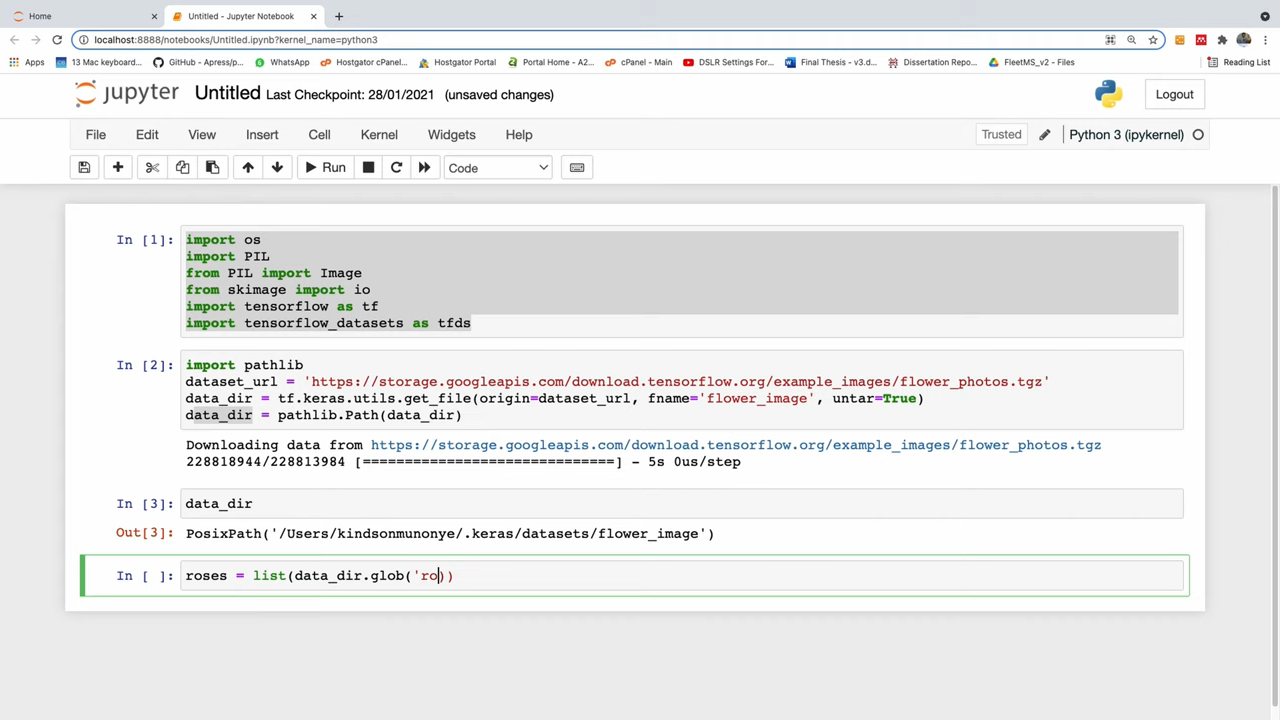 Home
Untitled - Jupyter Notebook
localhost:8888/notebooks/Untitled.ipynb?kernel_name=python3
Apps 13 Mac keyboard... GitHub - Apress/p... WhatsApp Hostgator cPanel... Hostgator Portal Portal Home - A2... cPanel - Main DSLR Settings For... Final Thesis - v3.d... Dissertation Repo... FleetMS_v2 - Files Reading List
jupyter Untitled Last Checkpoint: 28/01/2021 (unsaved changes) Logout
File Edit View Insert Cell Kernel Widgets Help Trusted Python 3 (ipykernel)
Run Code
In [1]: import os
import PIL
from PIL import Image
from skimage import io
import tensorflow as tf
import tensorflow_datasets as tfds
In [2]: import pathlib
dataset_url = 'https://storage.googleapis.com/download.tensorflow.org/example_images/flower_photos.tgz'
data_dir = tf.keras.utils.get_file(origin=dataset_url, fname='flower_image', untar=True)
data_dir = pathlib.Path(data_dir)
Downloading data from https://storage.googleapis.com/download.tensorflow.org/example_images/flower_photos.tgz
228818944/228813984 [==============================] - 5s 0us/step
In [3]: data_dir
Out[3]: PosixPath('/Users/kindsonmunonye/.keras/datasets/flower_image')
In [ ]: roses = list(data_dir.glob('ro))